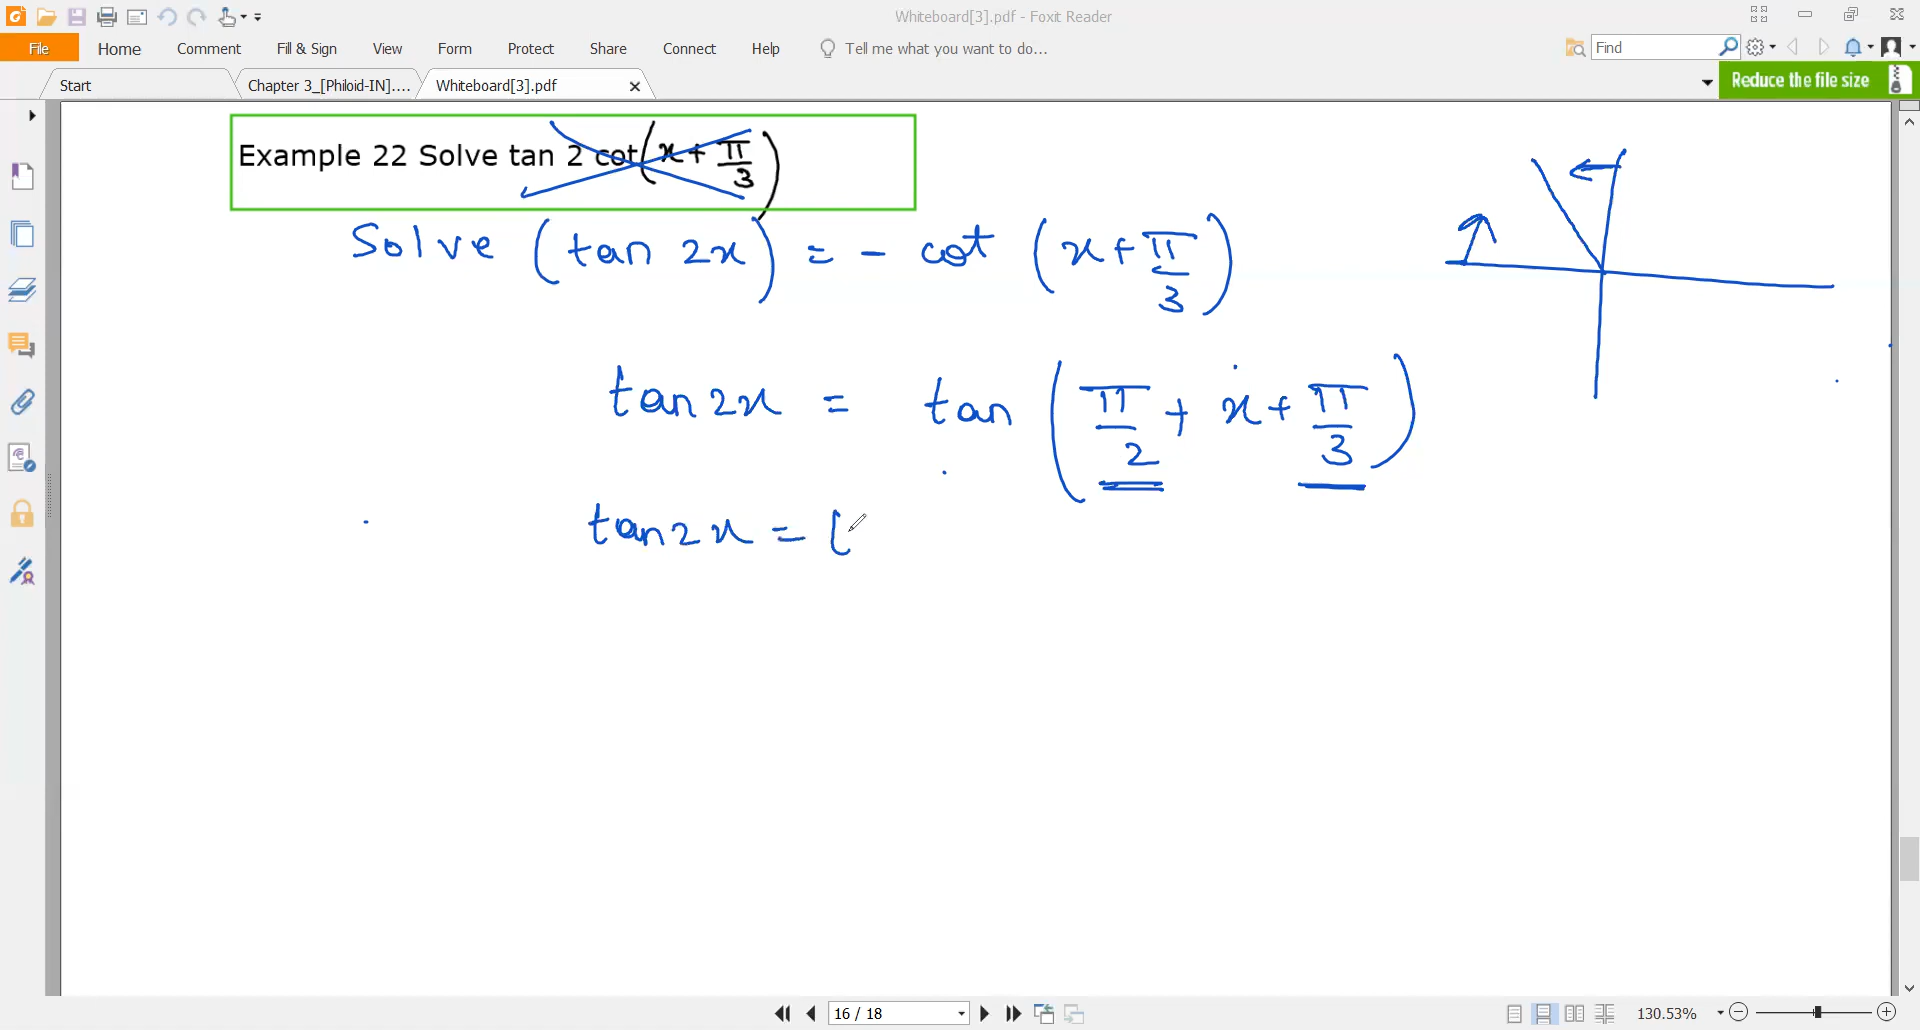 Whiteboard[3].pdf - Foxit Reader
File Home Comment Fill & Sign View Form Protect Share Connect Help Tell me what you want to do... Find
Start Chapter 3_[Philoid-IN].... Whiteboard[3].pdf Reduce the file size
Example 22 Solve tan 2 cot(x + π/3)
Solve (tan 2x) = - cot (x + π/3)
tan 2x = tan (π/2 + x + π/3)
tan 2x = [
16 / 18 130.53%